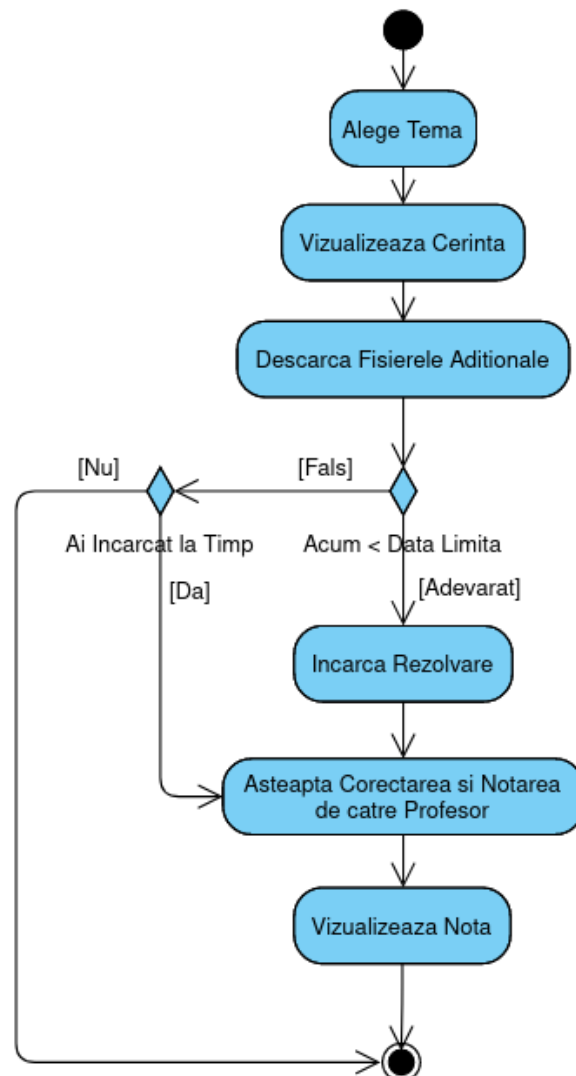 Alege Tema
Vizualizeaza Cerinta
Descarca Fisierele Aditionale
[Nu]
[Fals]
Ai Incarcat la Timp
Acum < Data Limita
[Da]
[Adevarat]
Incarca Rezolvare
Asteapta Corectarea si Notarea
de catre Profesor
Vizualizeaza Nota